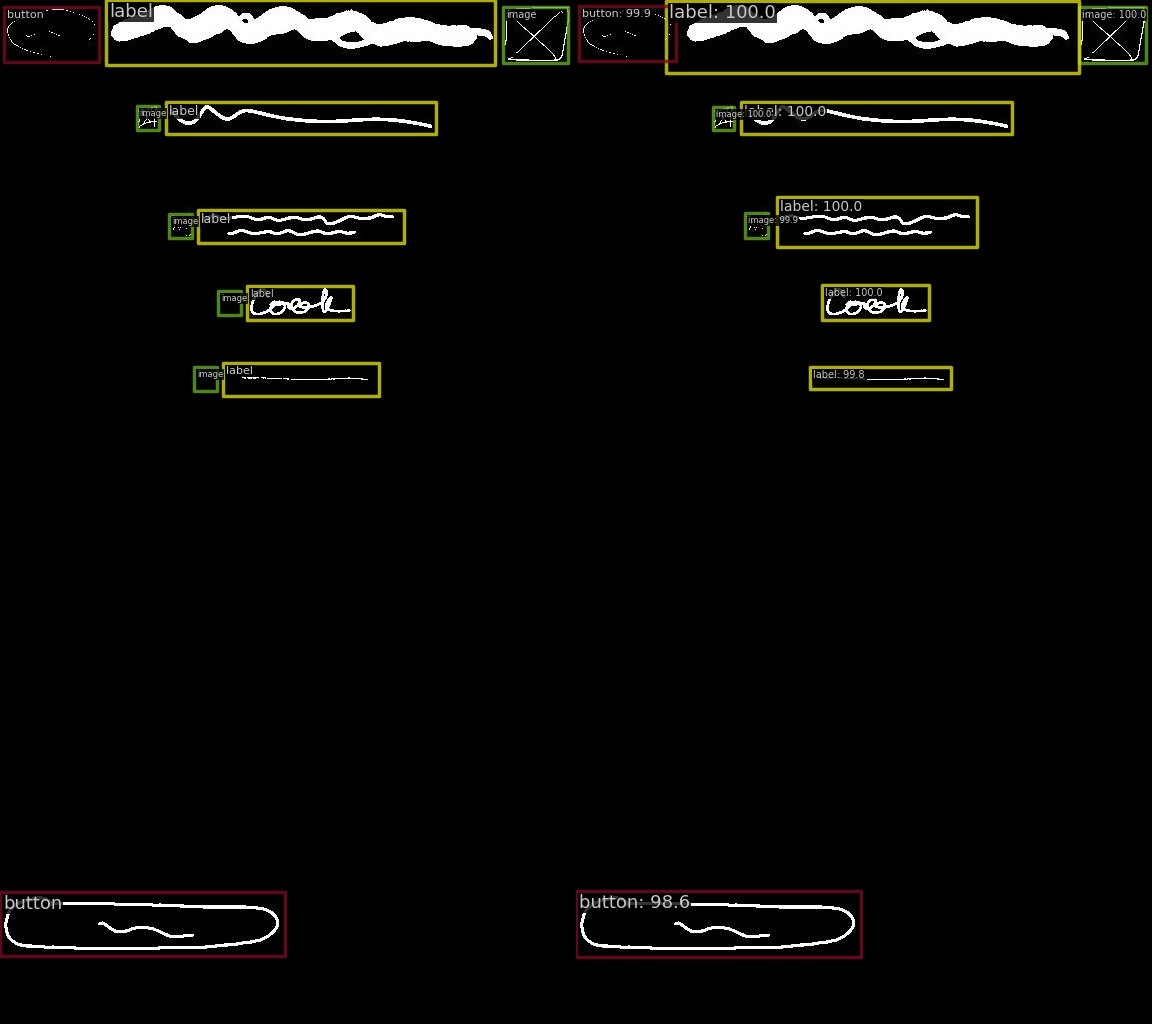 button label image button: 99.9 label: 100.0 image: 100.0
image label image: 100.0 label: 100.0
image label image: 99.9 label: 100.0
image label label: 100.0
image label label: 99.8
button button: 98.6